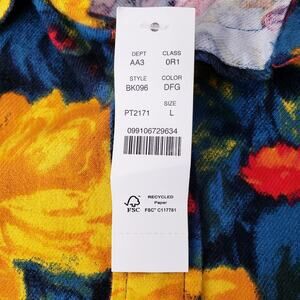 DEPT CLASS
AA3 0R1
STYLE COLOR
BK096 DFG
SIZE
PT2171 L
099106729634
RECYCLED
Paper
FSC FSC® C117781